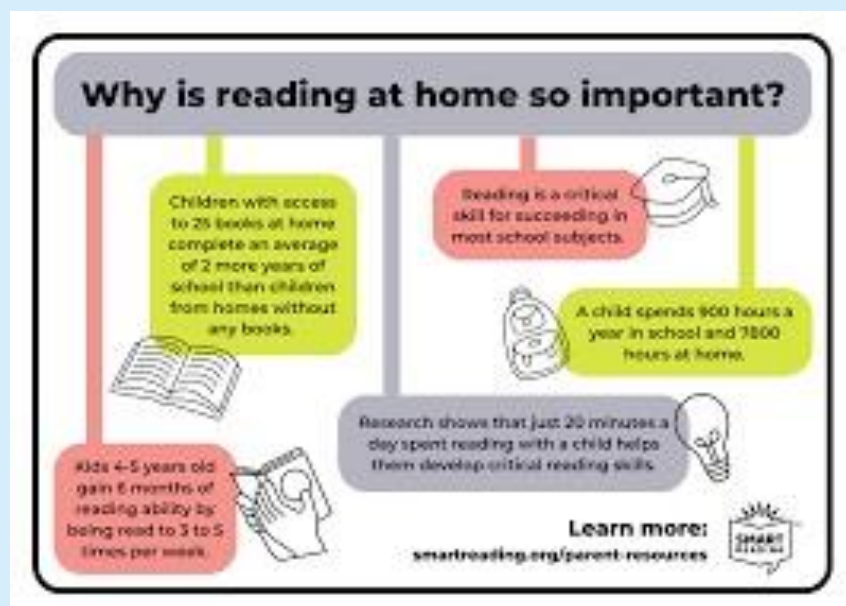 Why is reading at home so important?
Children with access
to 25 books at home
complete an average
of 2 more years of
school than children
from homes without
any books.
Reading is a critical
skill for succeeding in
most school subjects.
A child spends 900 hours a
year in school and 7800
hours at home.
Research shows that just 20 minutes a
day spent reading with a child helps
them develop critical reading skills.
Kids 4-5 years old
gain 6 months of
reading ability by
being read to 3 to 5
times per week.
Learn more:
smartreading.org/parent-resources
SMART
READING